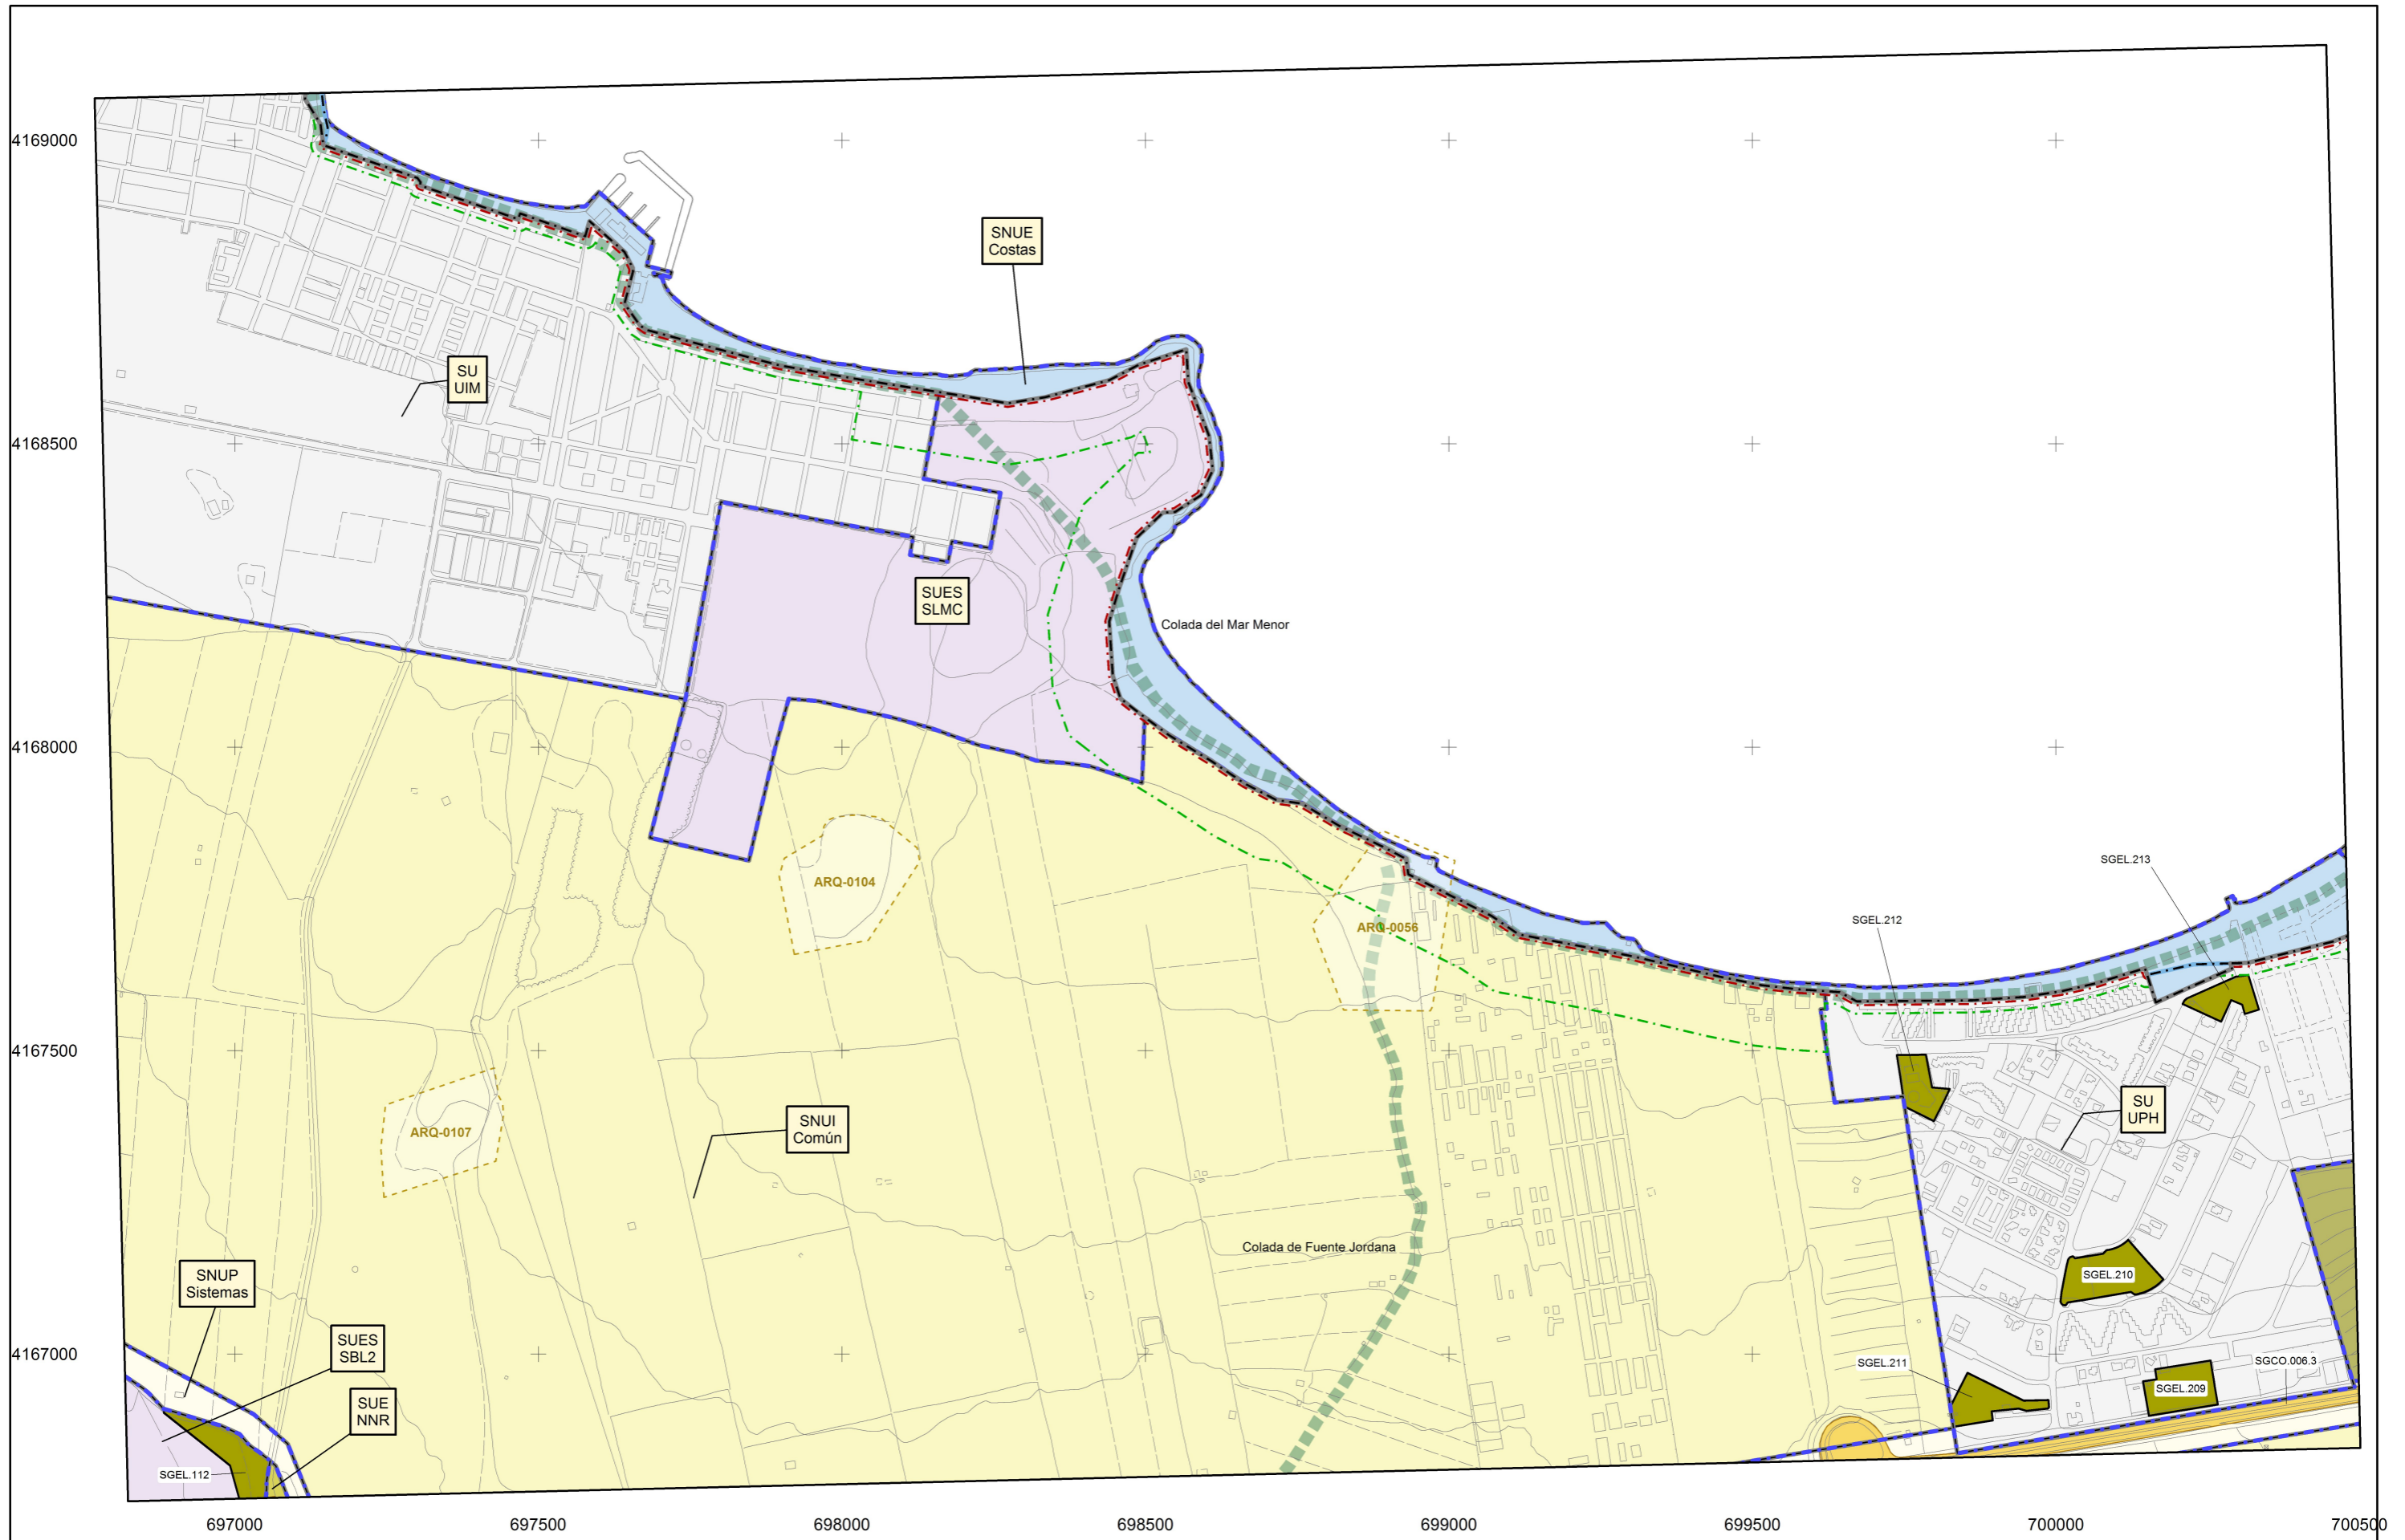 4169000
SNUE
Costas
SU
UIM
4168500
SUES
SLMC
Colada del Mar Menor
4168000
SGEL.213
ARQ-0104
SGEL.212
ARQ-0056
4167500
SU
UPH
SNUI
Común
ARQ-0107
Colada de Fuente Jordana
SNUP
Sistemas
SGEL.210
SUES
SBL2
4167000
SGEL.211
SGCO.006.3
SGEL.209
SUE
NNR
SGEL.112
697000
697500
698000
698500
699000
699500
700000
700500